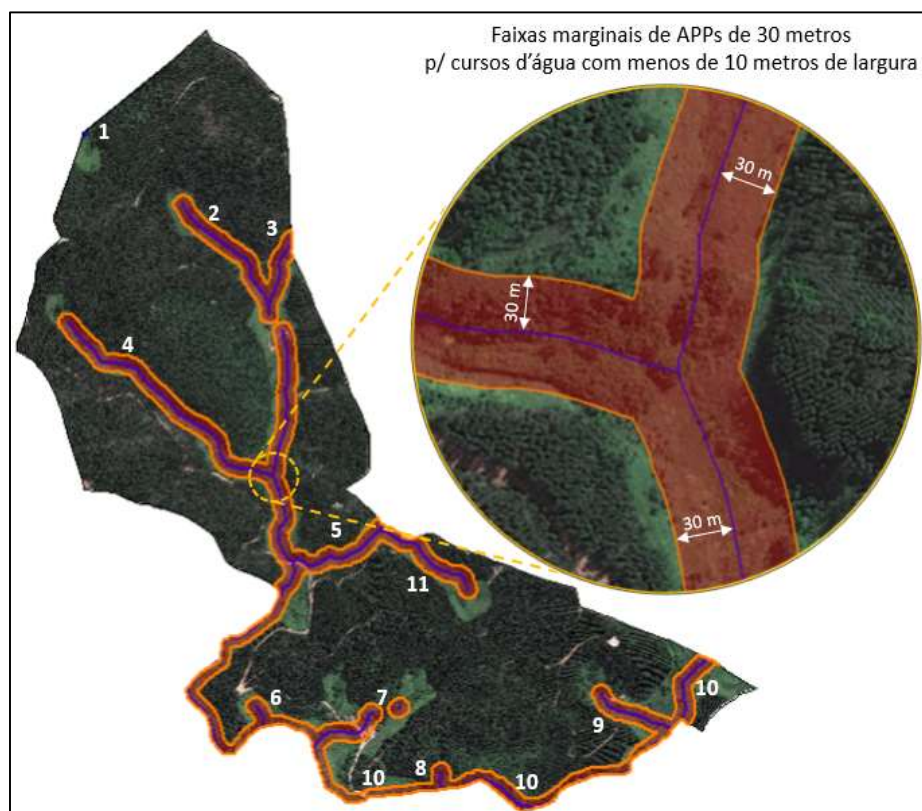 Faixas marginais de APPs de 30 metros
p/ cursos d'água com menos de 10 metros de largura
1
2
3
30 m
30 m
4
30 m
5
11
6
7
9
10
10
8
10